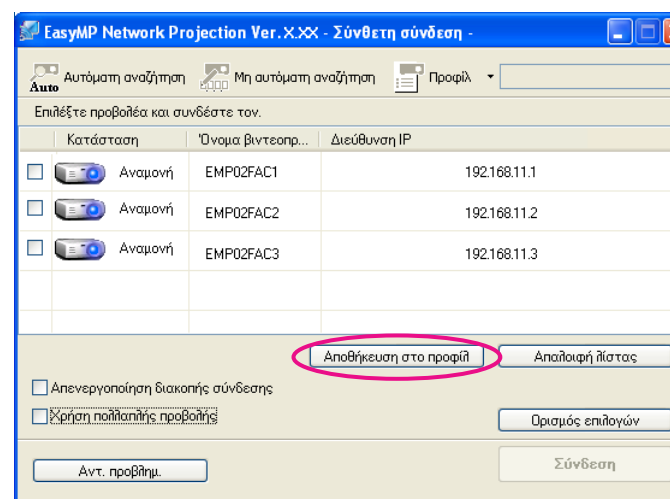 EasyMP Network Projection Ver.X.XX - Σύνθετη σύνδεση -
Auto Αυτόματη αναζήτηση Μη αυτόματη αναζήτηση Προφίλ
Επιλέξτε προβολέα και συνδέστε τον.
Κατάσταση Όνομα βιντεοπρ... Διεύθυνση IP
Αναμονή EMP02FAC1 192.168.11.1
Αναμονή EMP02FAC2 192.168.11.2
Αναμονή EMP02FAC3 192.168.11.3
Αποθήκευση στο προφίλ Απαλοιφή λίστας
Απενεργοποίηση διακοπής σύνδεσης
Χρήση πολλαπλής προβολής Ορισμός επιλογών
Αντ. προβλημ. Σύνδεση